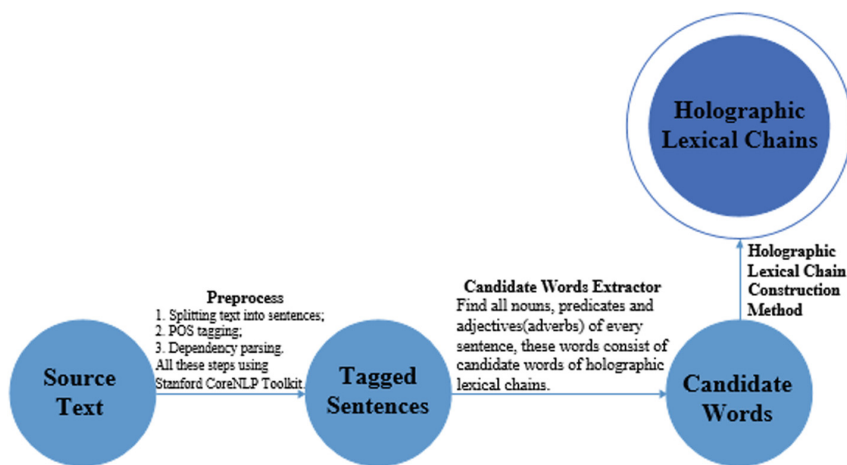 Holographic
Lexical Chains
Holographic
Lexical Chain
Construction
Method
Preprocess
1. Splitting text into sentences;
2. POS tagging;
3. Dependency parsing.
All these steps using
Stanford CoreNLP Toolkit.
Candidate Words Extractor
Find all nouns, predicates and
adjectives(adverbs) of every
sentence, these words consist of
candidate words of holographic
lexical chains.
Source
Text
Tagged
Sentences
Candidate
Words